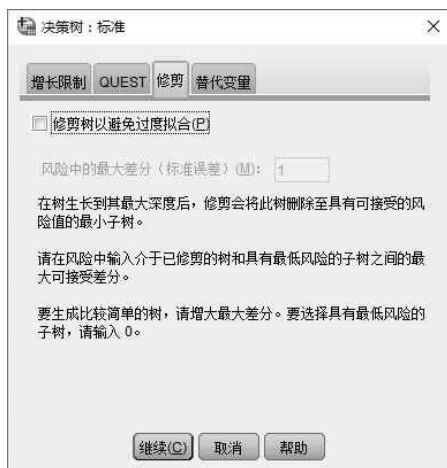 决策树：标准
增长限制 QUEST 修剪 替代变量
修剪树以避免过度拟合(P)
风险中的最大差分（标准误差）(M): 1
在树生长到其最大深度后，修剪会将此树删除至具有可接受的风
险值的最小子树。
请在风险中输入介于已修剪的树和具有最低风险的子树之间的最
大可接受差分。
要生成比较简单的树，请增大最大差分。要选择具有最低风险的
子树，请输入 0。
继续(C) 取消 帮助